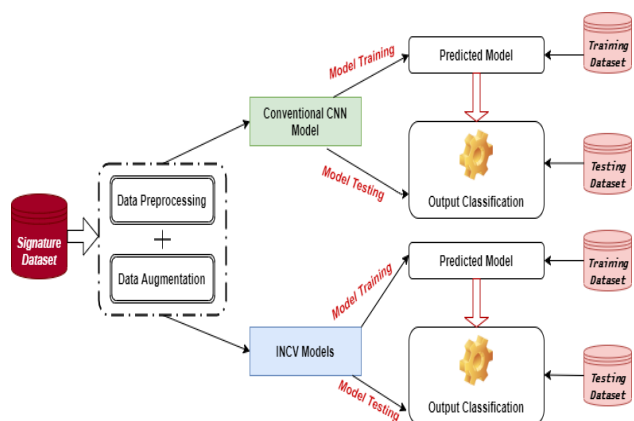 Signature
Dataset
Data Preprocessing
+
Data Augmentation
Conventional CNN
Model
Model Training
Model Testing
Predicted Model
Output Classification
Training
Dataset
Testing
Dataset
INCV Models
Model Training
Model Testing
Predicted Model
Output Classification
Training
Dataset
Testing
Dataset